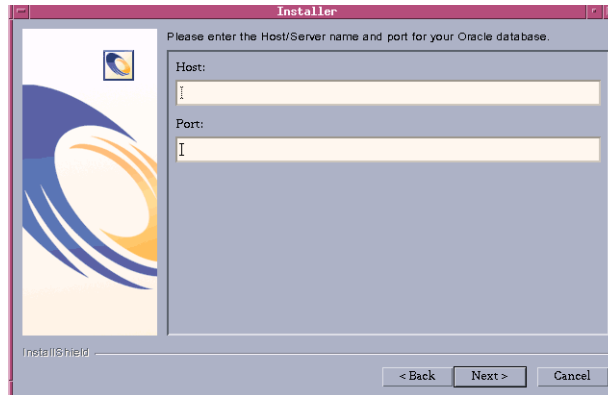 Installer
Please enter the Host/Server name and port for your Oracle database.
Host:
Port:
InstallShield
< Back Next > Cancel